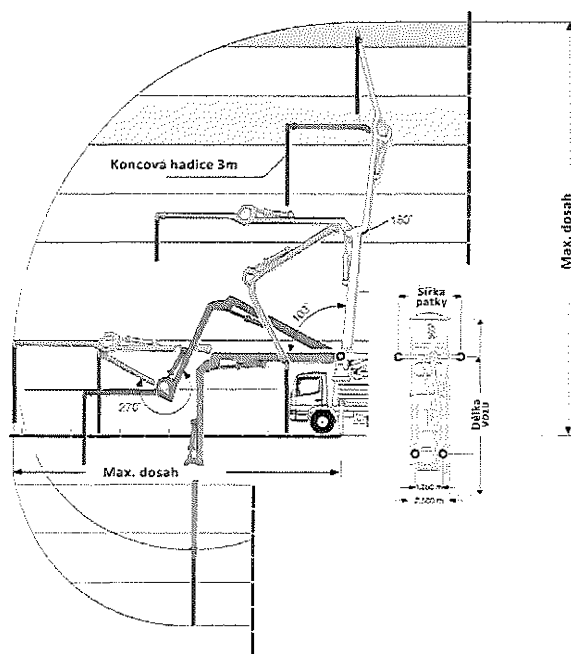 Koncová hadice 3m
180°
Max. dosah
Šířka
patky
Délka
vozu
270°
Max. dosah